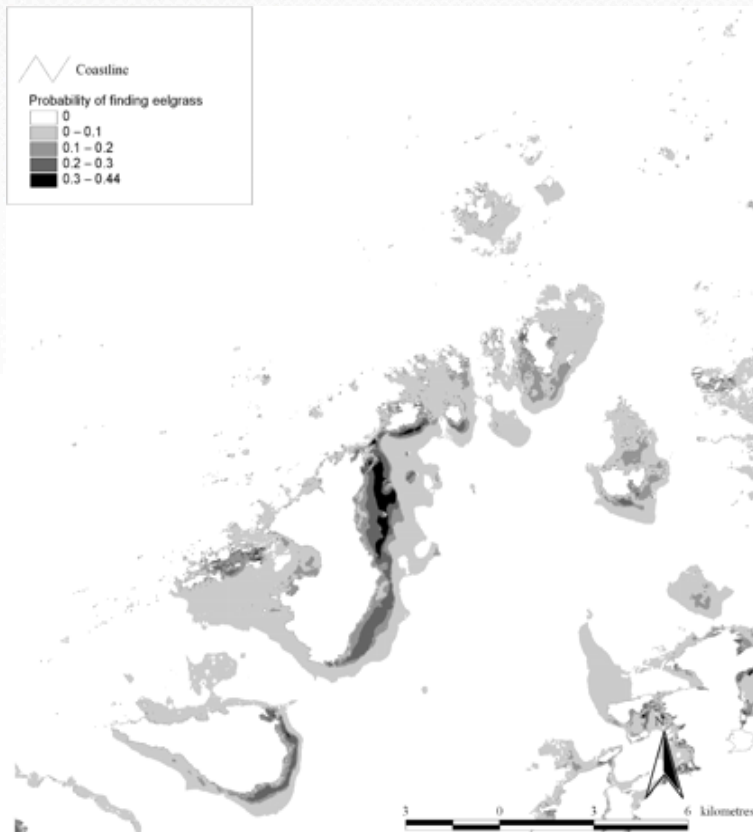 Coastline
Probability of finding eelgrass
0
0 – 0.1
0.1 – 0.2
0.2 – 0.3
0.3 – 0.44
N
3 0 3 6 kilometres